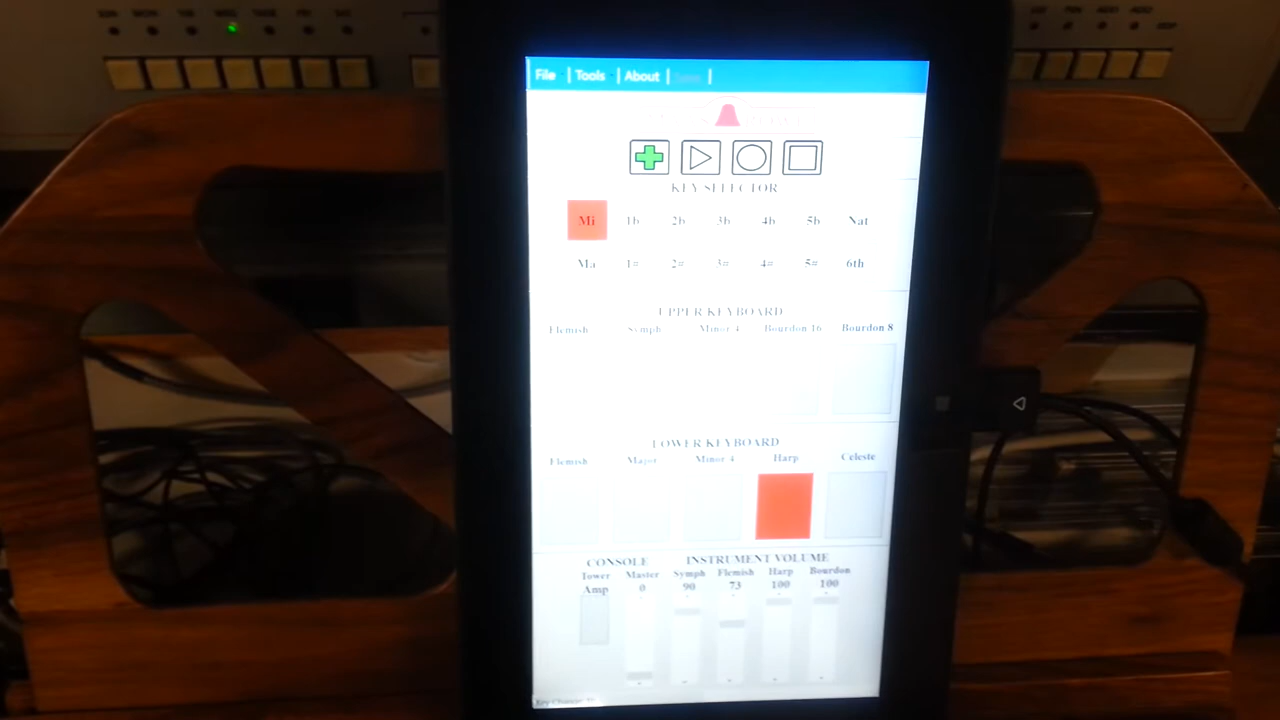 File Tools About
KEY SELECTOR
Mi 1b 2b 3b 4b 5b Nat
Ma 1# 2# 3# 4# 5# 6th
UPPER KEYBOARD
Flemish Symph Minor 4 Bourdon 16 Bourdon 8
LOWER KEYBOARD
Flemish Major Minor 4 Harp Celeste
CONSOLE INSTRUMENT VOLUME
Tower Master Symph Flemish Harp Bourdon
Amp 0 90 73 100 100